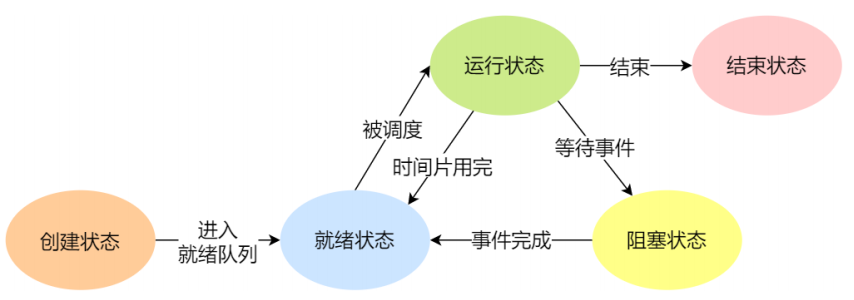 运行状态
结束
结束状态
被调度
时间片用完
等待事件
创建状态
进入
就绪队列
就绪状态
事件完成
阻塞状态